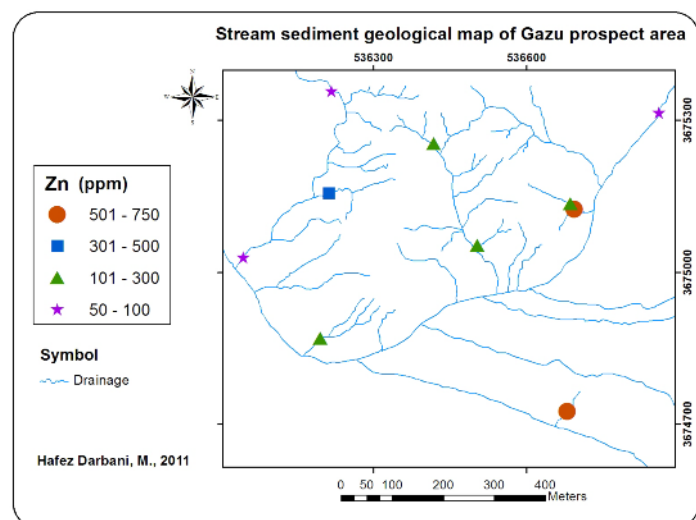 Stream sediment geological map of Gazu prospect area
536300 536600
3675300
3675000
3674700
Zn (ppm)
501 - 750
301 - 500
101 - 300
50 - 100
Symbol
Drainage
Hafez Darbani, M., 2011
0 50 100 200 300 400
Meters